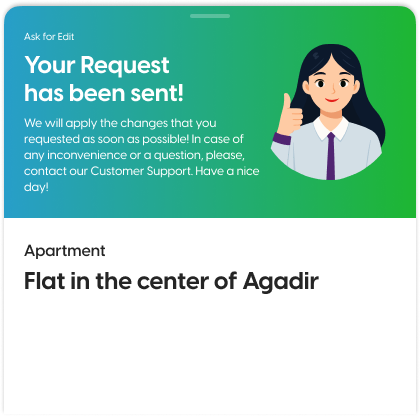 Ask for Edit
Your Request
has been sent!
We will apply the changes that you
requested as soon as possible! In case of
any inconvenience or a question, please,
contact our Customer Support. Have a nice
day!
Apartment
Flat in the center of Agadir